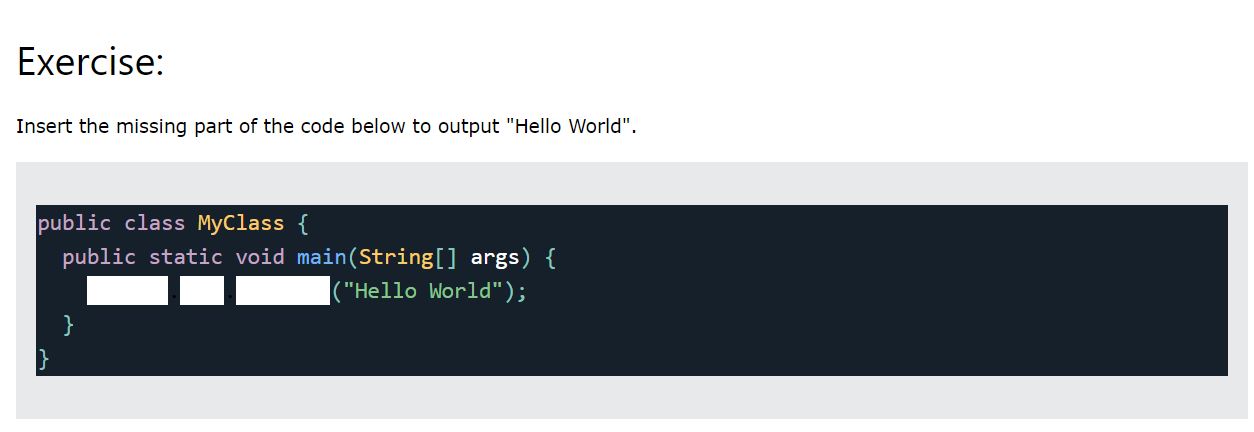 Exercise:
Insert the missing part of the code below to output "Hello World".
public class MyClass {
  public static void main(String[] args) {
    . . ("Hello World");
  }
}